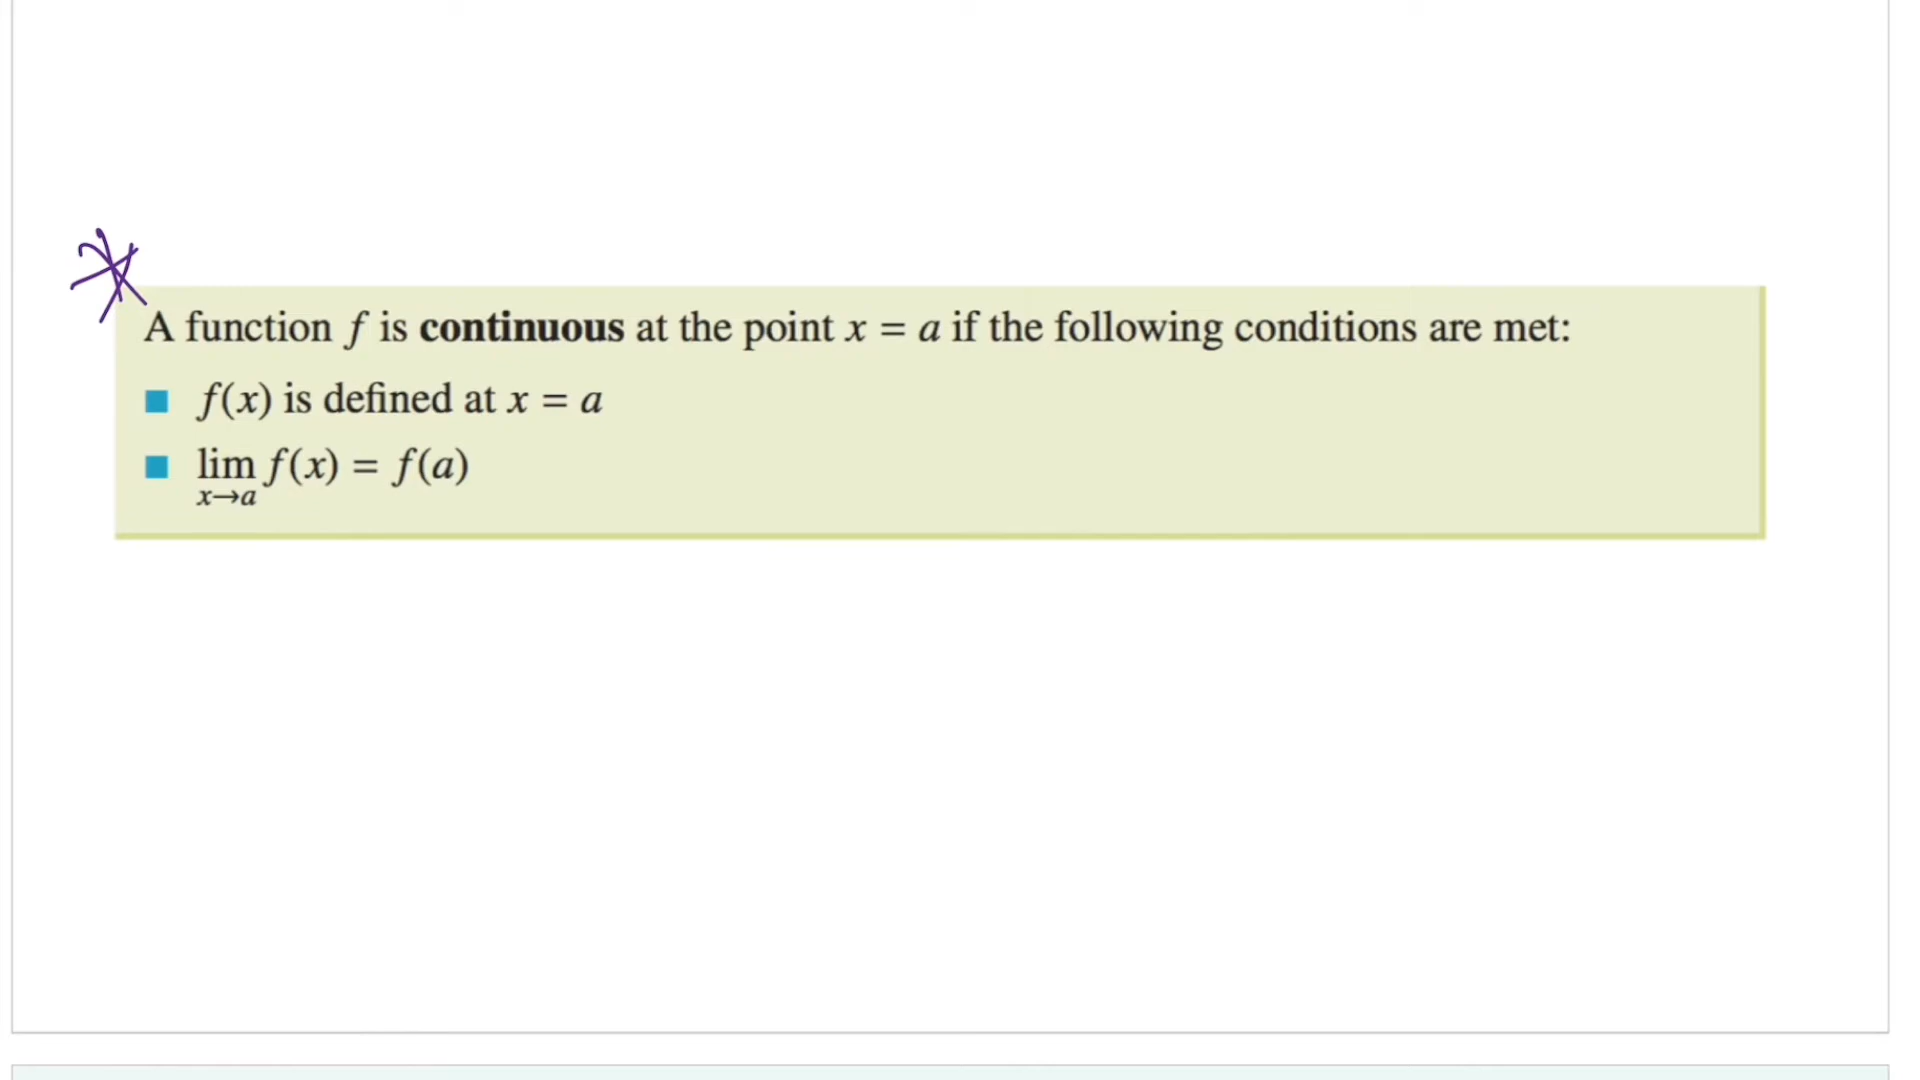 A function f is continuous at the point x = a if the following conditions are met:
■ f(x) is defined at x = a
■ lim f(x) = f(a)
x→a